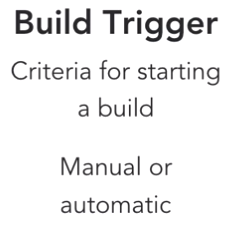 Build Trigger
Criteria for starting
a build
Manual or
automatic